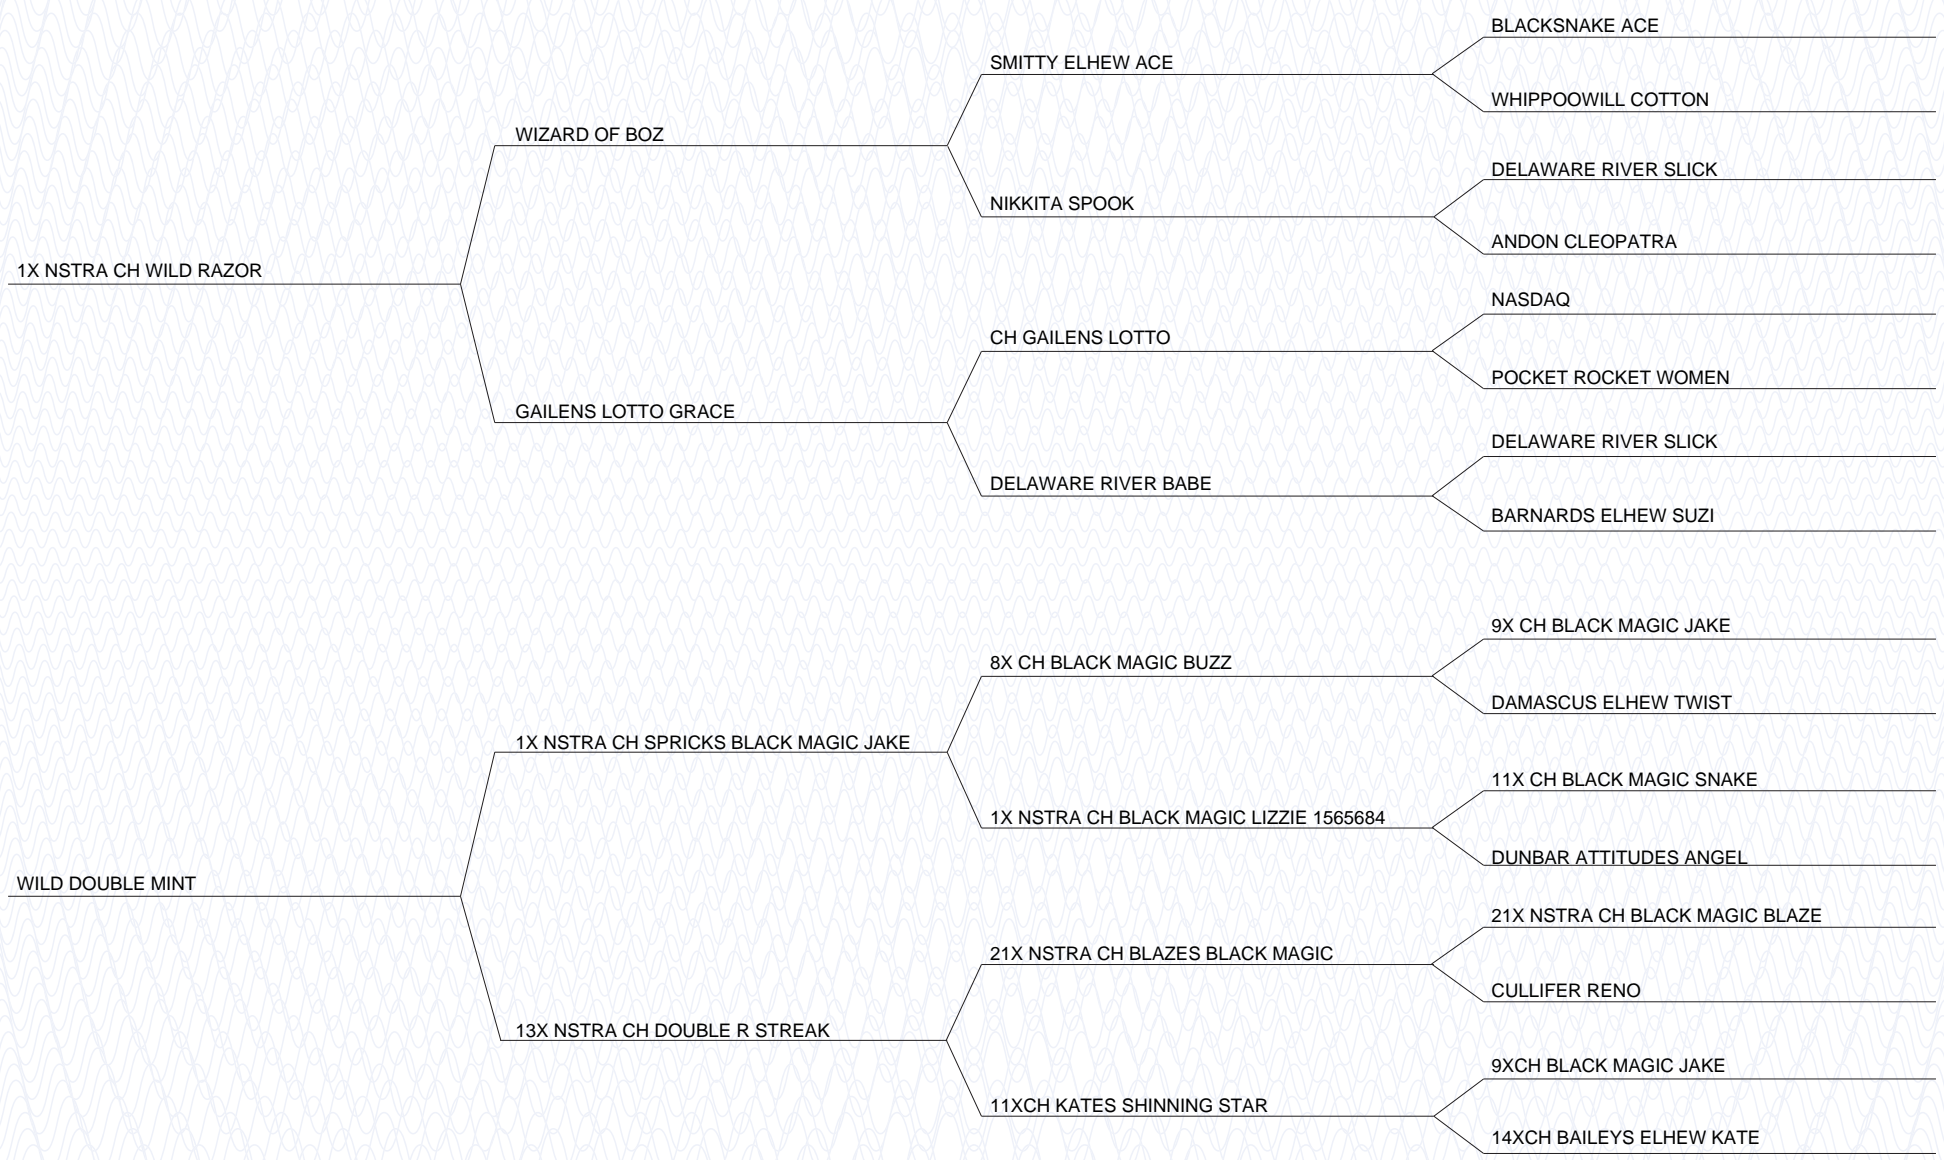 BLACKSNAKE ACE
SMITTY ELHEW ACE
WHIPPOOWILL COTTON
WIZARD OF BOZ
DELAWARE RIVER SLICK
NIKKITA SPOOK
ANDON CLEOPATRA
1X NSTRA CH WILD RAZOR
NASDAQ
CH GAILENS LOTTO
POCKET ROCKET WOMEN
GAILENS LOTTO GRACE
DELAWARE RIVER SLICK
DELAWARE RIVER BABE
BARNARDS ELHEW SUZI
9X CH BLACK MAGIC JAKE
8X CH BLACK MAGIC BUZZ
DAMASCUS ELHEW TWIST
1X NSTRA CH SPRICKS BLACK MAGIC JAKE
11X CH BLACK MAGIC SNAKE
1X NSTRA CH BLACK MAGIC LIZZIE 1565684
DUNBAR ATTITUDES ANGEL
WILD DOUBLE MINT
21X NSTRA CH BLACK MAGIC BLAZE
21X NSTRA CH BLAZES BLACK MAGIC
CULLIFER RENO
13X NSTRA CH DOUBLE R STREAK
9XCH BLACK MAGIC JAKE
11XCH KATES SHINNING STAR
14XCH BAILEYS ELHEW KATE